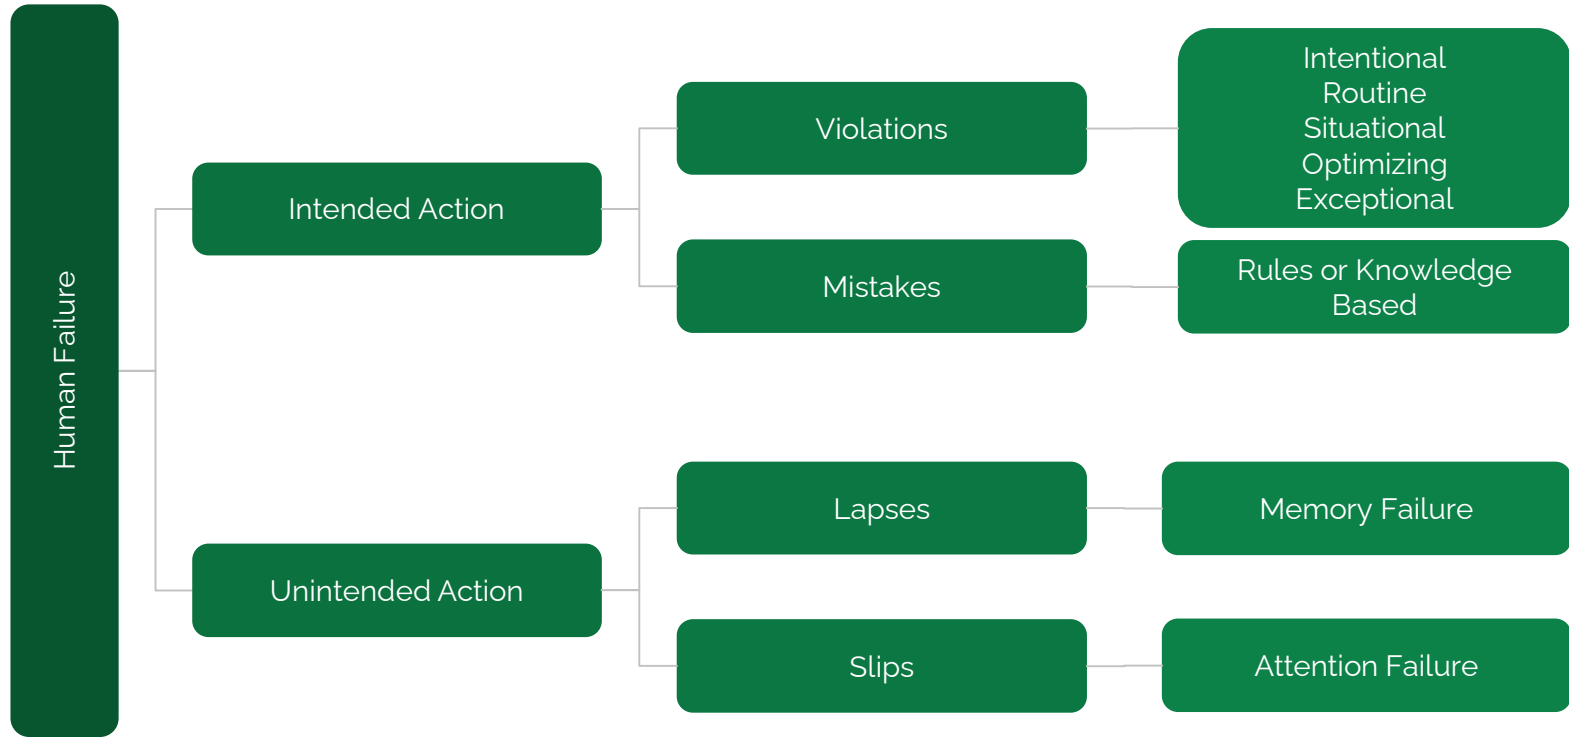 Human Failure
Intended Action
Violations
Intentional
Routine
Situational
Optimizing
Exceptional
Mistakes
Rules or Knowledge
Based
Unintended Action
Lapses
Memory Failure
Slips
Attention Failure